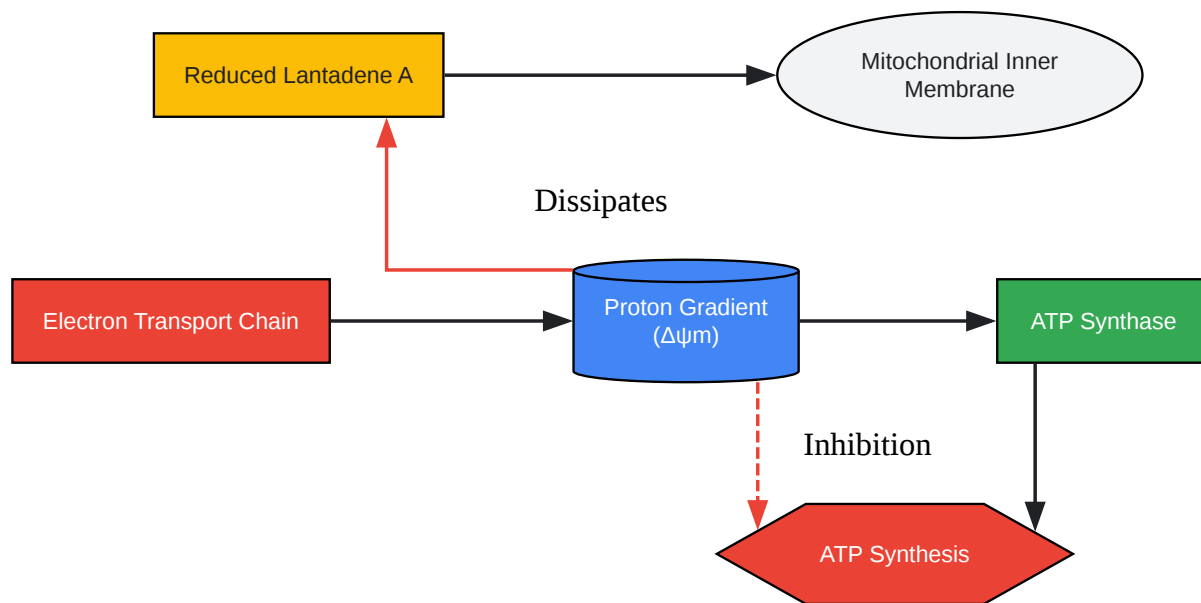 Reduced Lantadene A
Mitochondrial Inner
Membrane
Dissipates
Electron Transport Chain
Proton Gradient
(Δψm)
ATP Synthase
Inhibition
ATP Synthesis